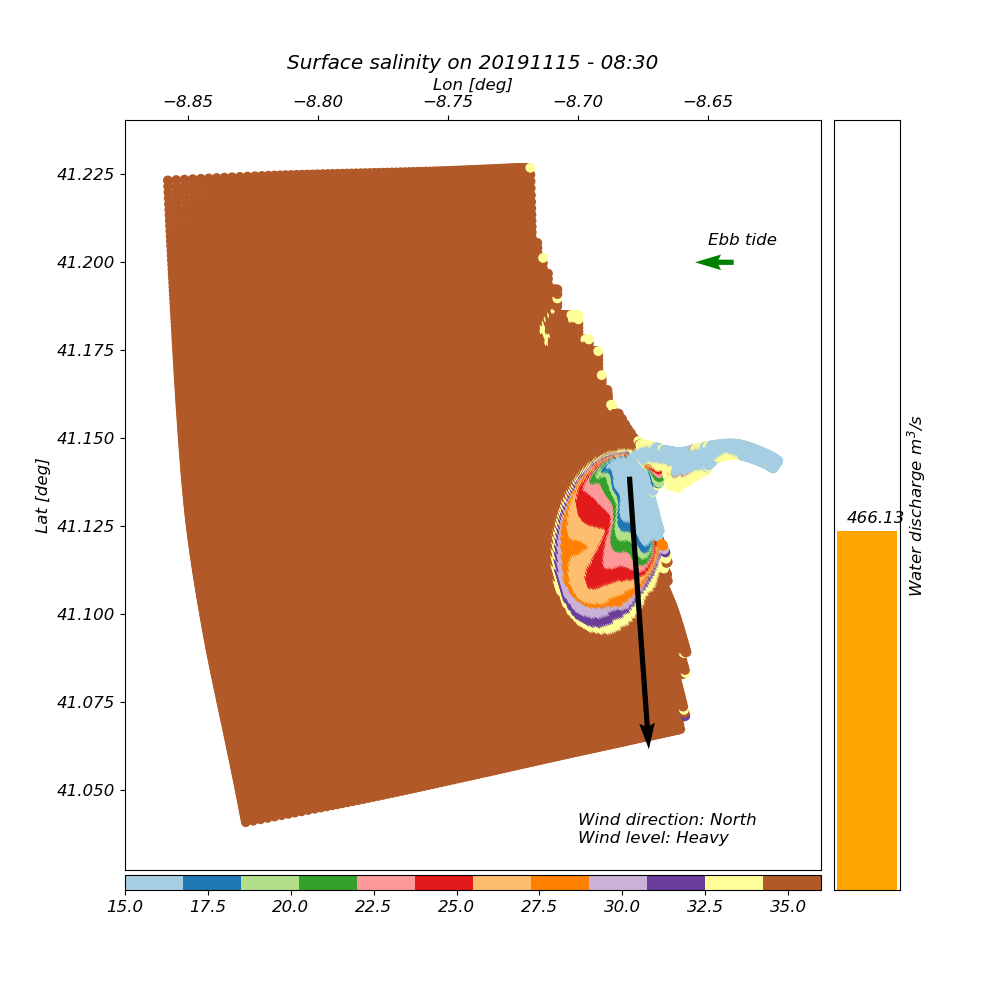 Surface salinity on 20191115 - 08:30
Lon [deg]
−8.85 −8.80 −8.75 −8.70 −8.65
41.225
41.200
41.175
41.150
41.125
41.100
41.075
41.050
Lat [deg]
Ebb tide
466.13
Water discharge m³/s
Wind direction: North
Wind level: Heavy
15.0 17.5 20.0 22.5 25.0 27.5 30.0 32.5 35.0